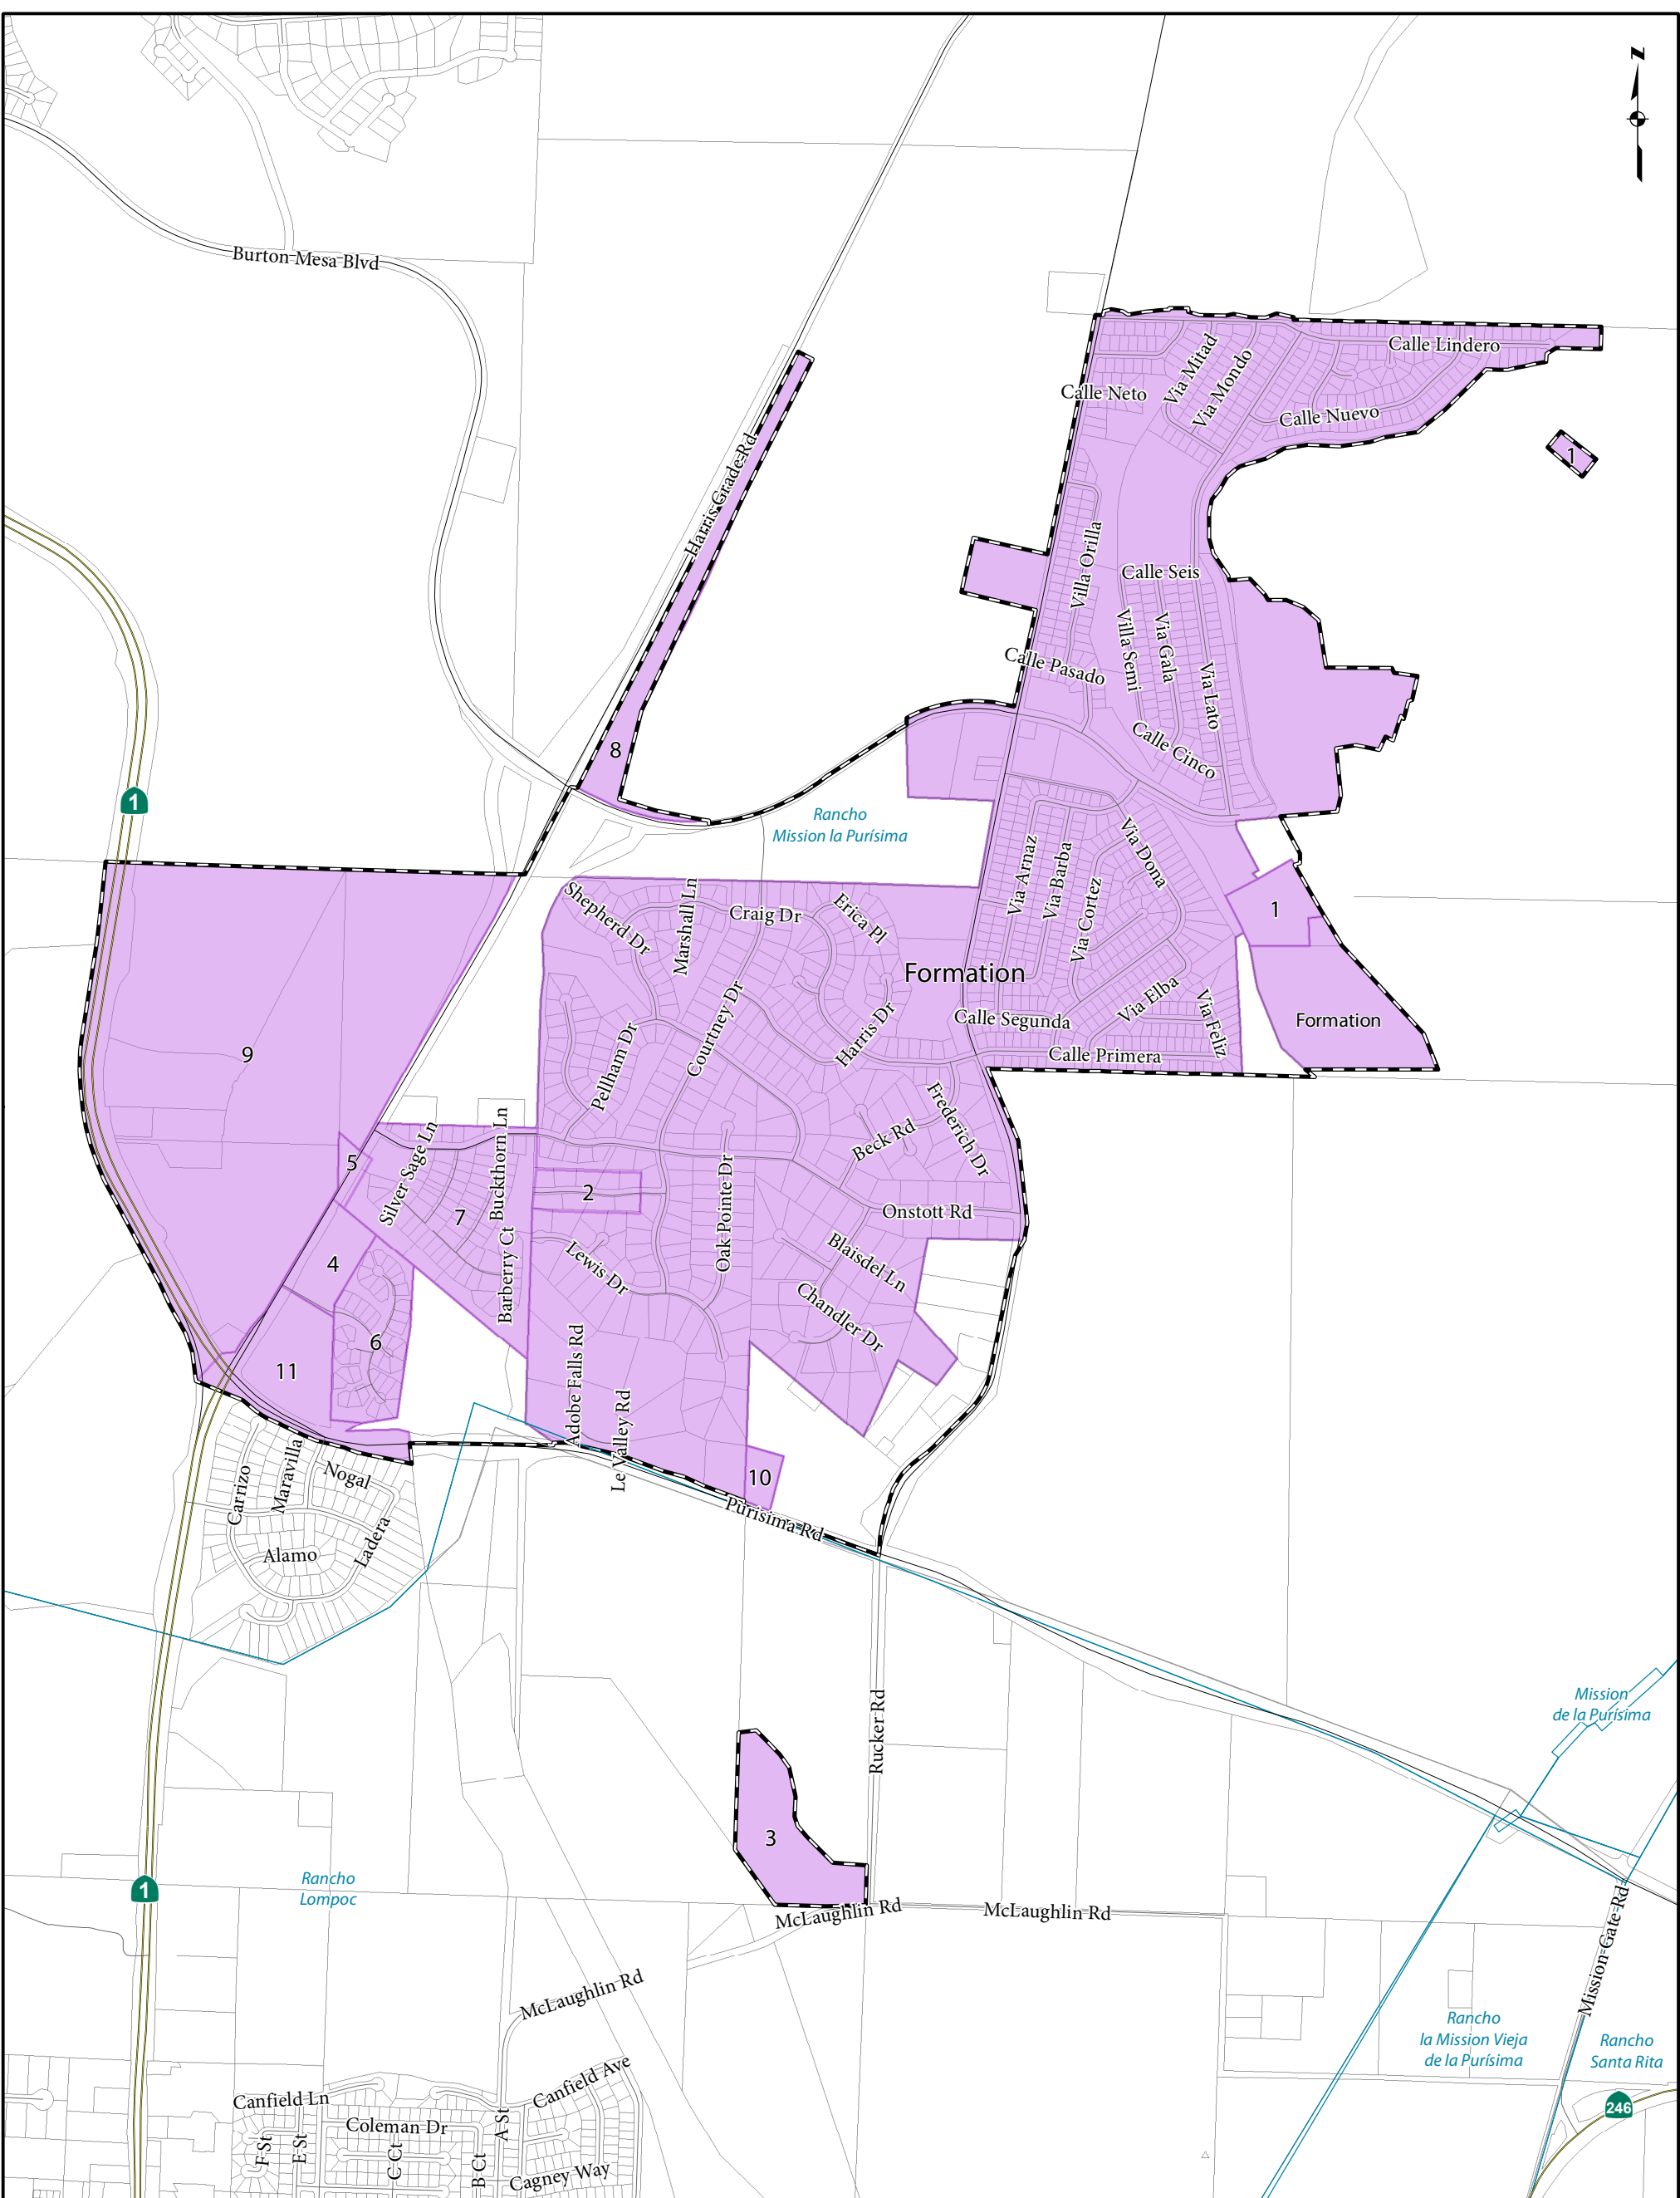 N
Burton Mesa Blvd
Calle Lindero
Via Mitad
Via Mondo
Calle Neto
Calle Nuevo
1
Harris Grade Rd
Villa Orilla
Calle Seis
Villa Semi
Via Gala
Calle Pasado
Via Lato
Calle Cinco
8
1
Rancho
Mission la Purísima
Via Dona
Via Arnaz
Via Barba
Via Cortez
1
Shepherd Dr
Marshall Ln
Craig Dr
Erica Pl
Formation
Courtney Dr
Harris Dr
Calle Segunda
Via Elba
Via Feliz
Formation
Calle Primera
9
Pellham Dr
Frederich Dr
Beck Rd
5
Silver Sage Ln
Buckthorn Ln
2
7
Oak Pointe Dr
Onstott Rd
4
Barberry Ct
Lewis Dr
Blaisdel Ln
Chandler Dr
6
11
Adobe Falls Rd
Le Valley Rd
10
Purisima Rd
Carrizo
Maravilla
Nogal
Alamo
Ladera
Rucker Rd
Mission
de la Purísima
3
1
Rancho
Lompoc
McLaughlin Rd
McLaughlin Rd
Mission Gate Rd
McLaughlin Rd
Rancho
la Mission Vieja
de la Purísima
Rancho
Santa Rita
246
Canfield Ln
Canfield Ave
Coleman Dr
A St
F St
E St
C Ct
B Ct
Cagney Way